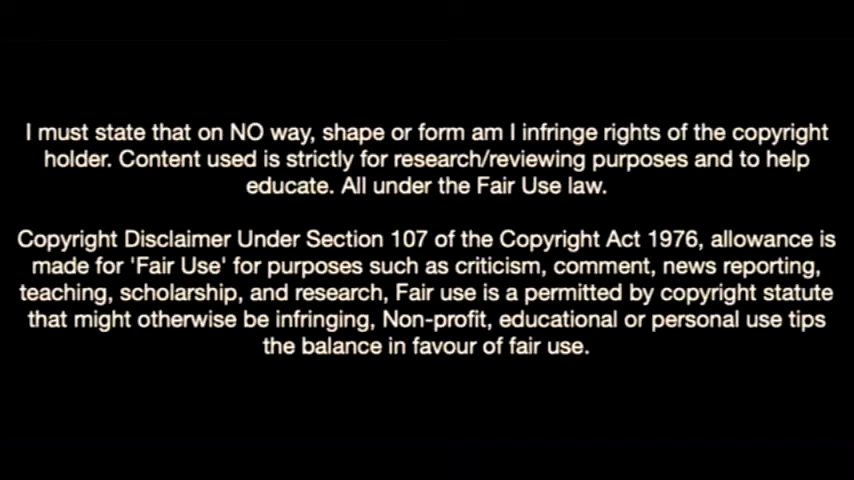 I must state that on NO way, shape or form am I infringe rights of the copyright
holder. Content used is strictly for research/reviewing purposes and to help
educate. All under the Fair Use law.
Copyright Disclaimer Under Section 107 of the Copyright Act 1976, allowance is
made for 'Fair Use' for purposes such as criticism, comment, news reporting,
teaching, scholarship, and research, Fair use is a permitted by copyright statute
that might otherwise be infringing, Non-profit, educational or personal use tips
the balance in favour of fair use.